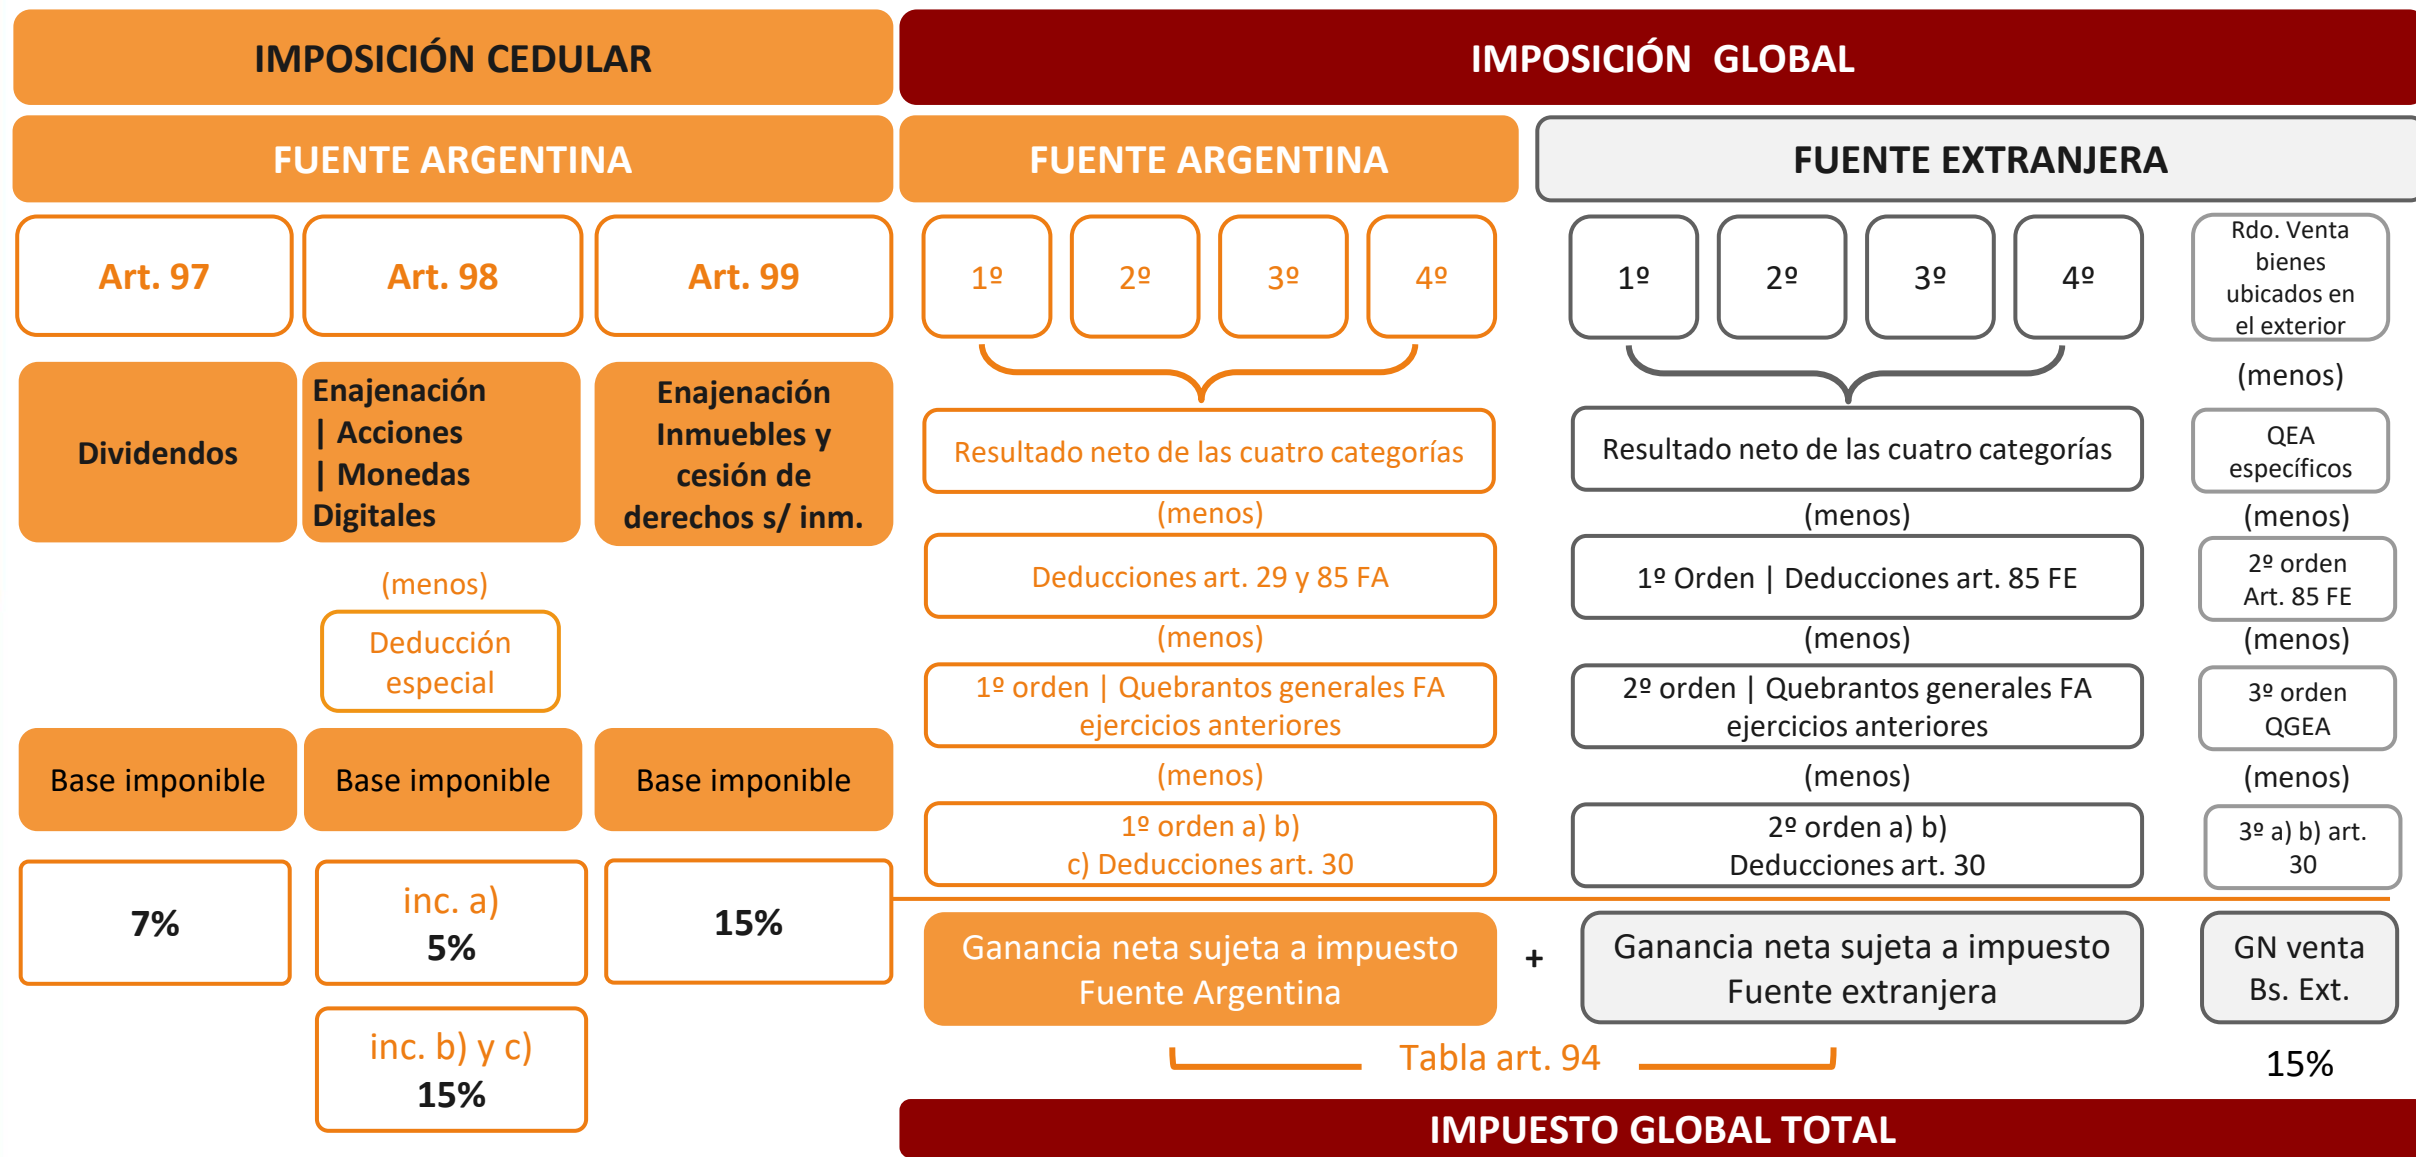 IMPOSICIÓN CEDULAR
IMPOSICIÓN GLOBAL
FUENTE ARGENTINA
FUENTE ARGENTINA
FUENTE EXTRANJERA
Art. 97
Art. 98
Art. 99
1º
2º
3º
4º
1º
2º
3º
4º
Rdo. Venta
bienes
ubicados en
el exterior
Dividendos
Enajenación
| Acciones
| Monedas
Digitales
Enajenación
Inmuebles y
cesión de
derechos s/ inm.
(menos)
Deducción
especial
Base imponible
Base imponible
Base imponible
7%
inc. a)
5%
15%
inc. b) y c)
15%
Resultado neto de las cuatro categorías
(menos)
Deducciones art. 29 y 85 FA
(menos)
1º orden | Quebrantos generales FA
ejercicios anteriores
(menos)
1º orden a) b)
c) Deducciones art. 30
Ganancia neta sujeta a impuesto
Fuente Argentina
+
Resultado neto de las cuatro categorías
(menos)
1º Orden | Deducciones art. 85 FE
(menos)
2º orden | Quebrantos generales FA
ejercicios anteriores
(menos)
2º orden a) b)
Deducciones art. 30
Ganancia neta sujeta a impuesto
Fuente extranjera
(menos)
QEA
específicos
(menos)
2º orden
Art. 85 FE
(menos)
3º orden
QGEA
(menos)
3º a) b) art.
30
GN venta
Bs. Ext.
Tabla art. 94
15%
IMPUESTO GLOBAL TOTAL